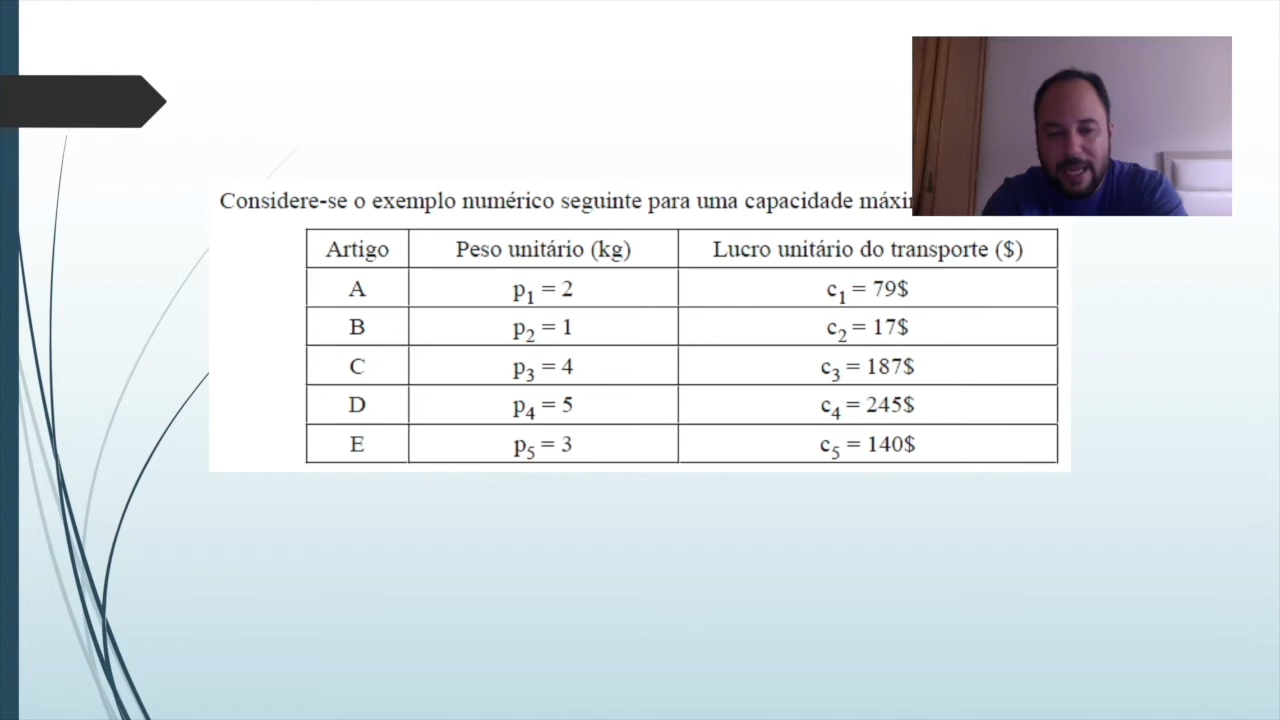 Considere-se o exemplo numérico seguinte para uma capacidade
Artigo Peso unitário (kg) Lucro unitário do transporte ($)
A p1 = 2 c1 = 79$
B p2 = 1 c2 = 17$
C p3 = 4 c3 = 187$
D p4 = 5 c4 = 245$
E p5 = 3 c5 = 140$